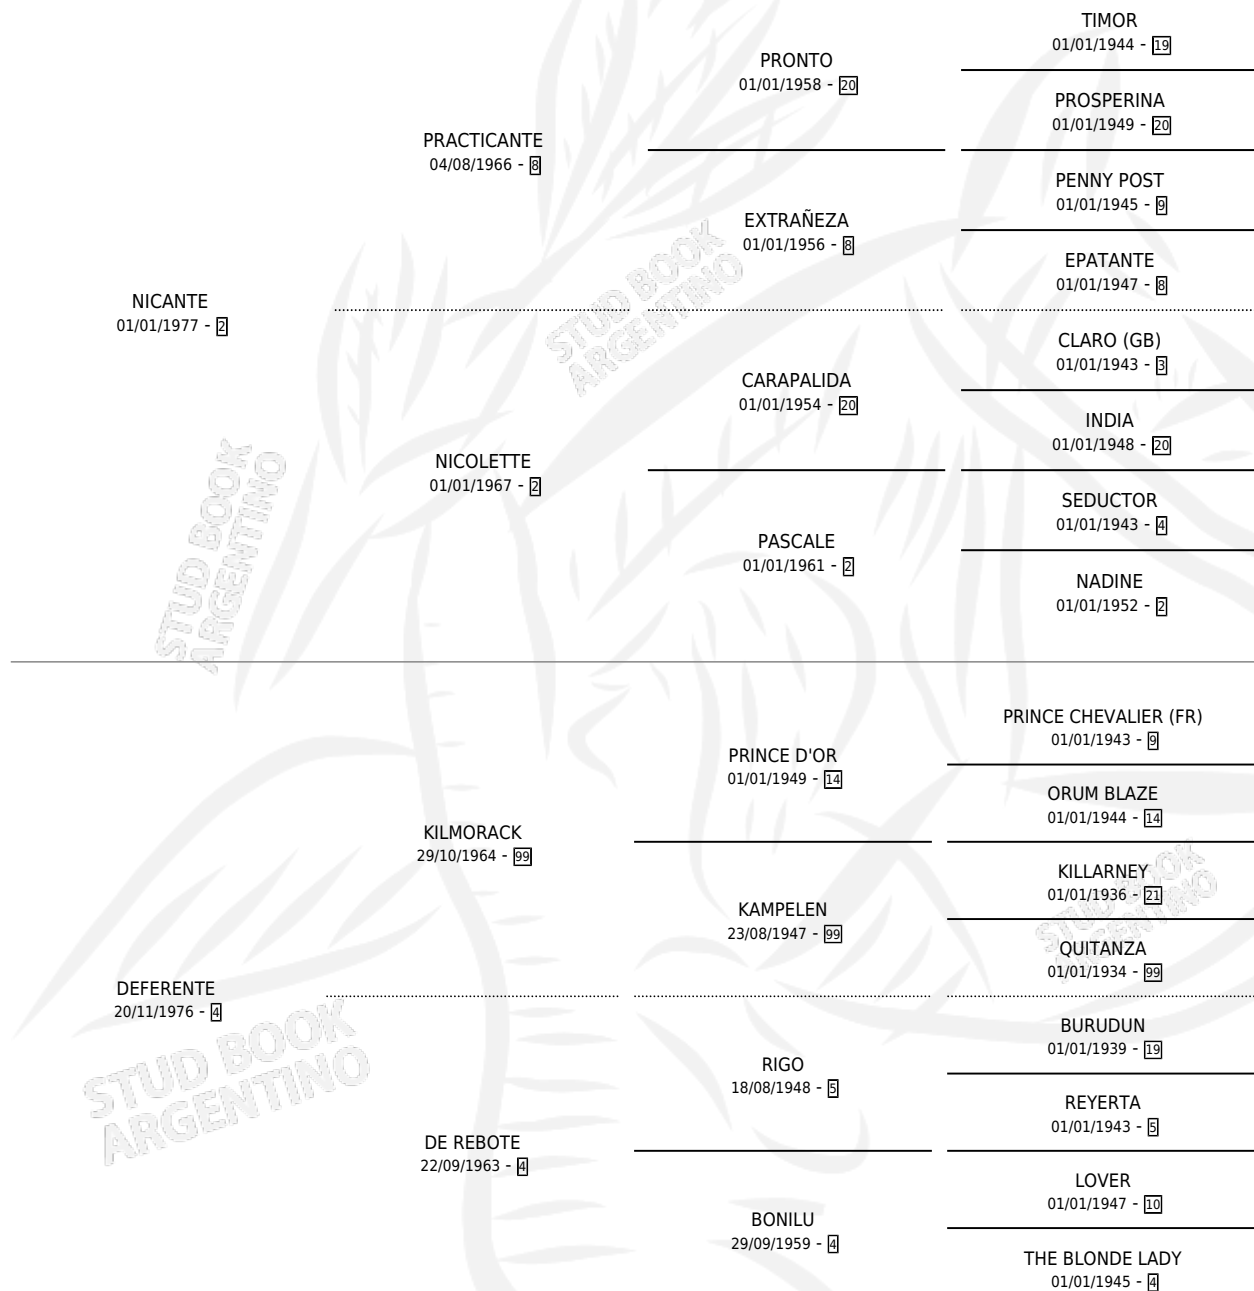 NICANTE
01/01/1977 - 2
PRACTICANTE
04/08/1966 - 8
NICOLETTE
01/01/1967 - 2
PRONTO
01/01/1958 - 20
EXTRAÑEZA
01/01/1956 - 8
CARAPALIDA
01/01/1954 - 20
PASCALE
01/01/1961 - 2
TIMOR
01/01/1944 - 19
PROSPERINA
01/01/1949 - 20
PENNY POST
01/01/1945 - 9
EPATANTE
01/01/1947 - 8
CLARO (GB)
01/01/1943 - 3
INDIA
01/01/1948 - 20
SEDUCTOR
01/01/1943 - 4
NADINE
01/01/1952 - 2
DEFERENTE
20/11/1976 - 4
KILMORACK
29/10/1964 - 99
DE REBOTE
22/09/1963 - 4
PRINCE D'OR
01/01/1949 - 14
KAMPELEN
23/08/1947 - 99
RIGO
18/08/1948 - 5
BONILU
29/09/1959 - 4
PRINCE CHEVALIER (FR)
01/01/1943 - 9
ORUM BLAZE
01/01/1944 - 14
KILLARNEY
01/01/1936 - 21
QUITANZA
01/01/1934 - 99
BURUDUN
01/01/1939 - 19
REYERTA
01/01/1943 - 5
LOVER
01/01/1947 - 10
THE BLONDE LADY
01/01/1945 - 4
STUD BOOK
ARGENTINO
STUD BOOK
ARGENTINO
STUD BOOK
ARGENTINO
STUD BOOK
ARGENTINO